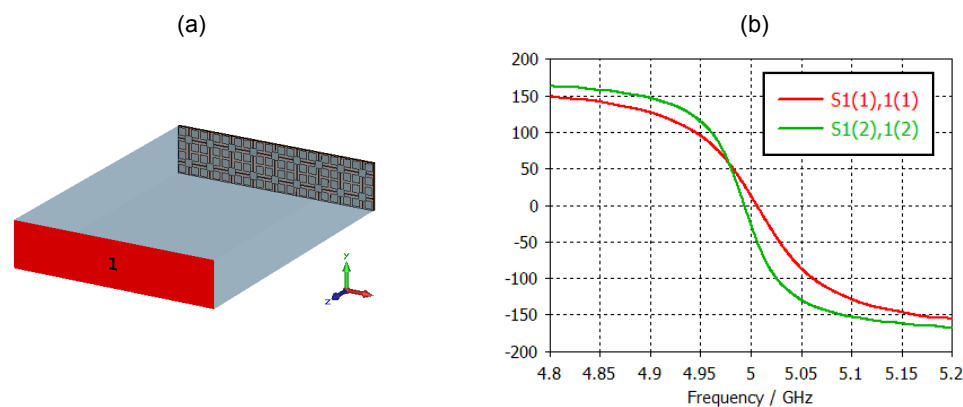 (a)
1
y
z
(b)
200
150
100
50
0
-50
-100
-150
-200
S1(1),1(1)
S1(2),1(2)
4.8 4.85 4.9 4.95 5 5.05 5.1 5.15 5.2
Frequency / GHz